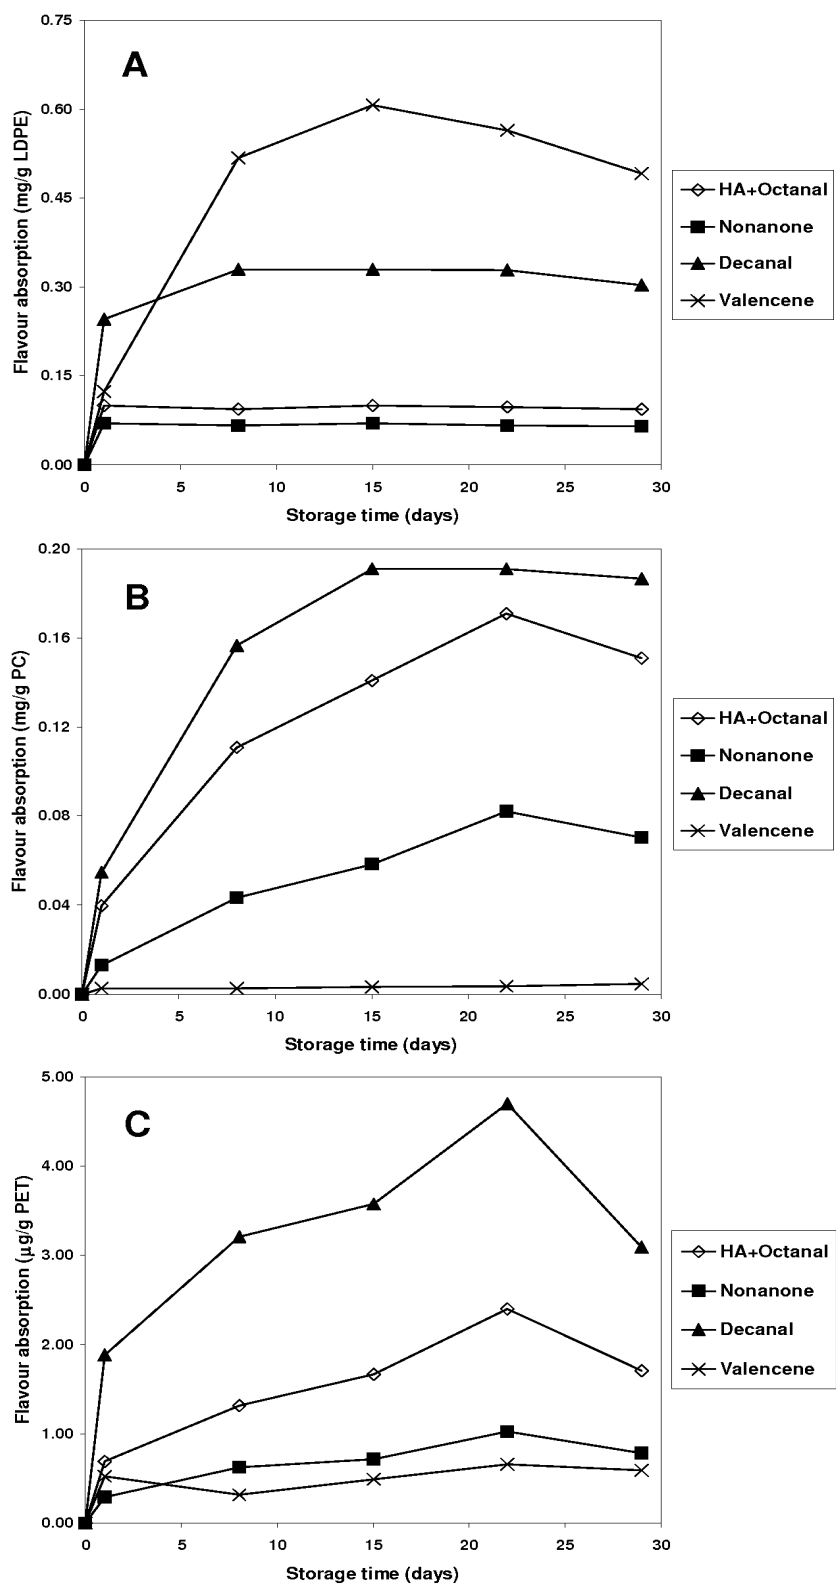 A
Flavour absorption (mg/g LDPE)
0.75
0.60
0.45
0.30
0.15
0.00
0 5 10 15 20 25 30
Storage time (days)
HA+Octanal
Nonanone
Decanal
Valencene
B
Flavour absorption (mg/g PC)
0.20
0.16
0.12
0.08
0.04
0.00
0 5 10 15 20 25 30
Storage time (days)
HA+Octanal
Nonanone
Decanal
Valencene
C
Flavour absorption (µg/g PET)
5.00
4.00
3.00
2.00
1.00
0.00
0 5 10 15 20 25 30
Storage time (days)
HA+Octanal
Nonanone
Decanal
Valencene